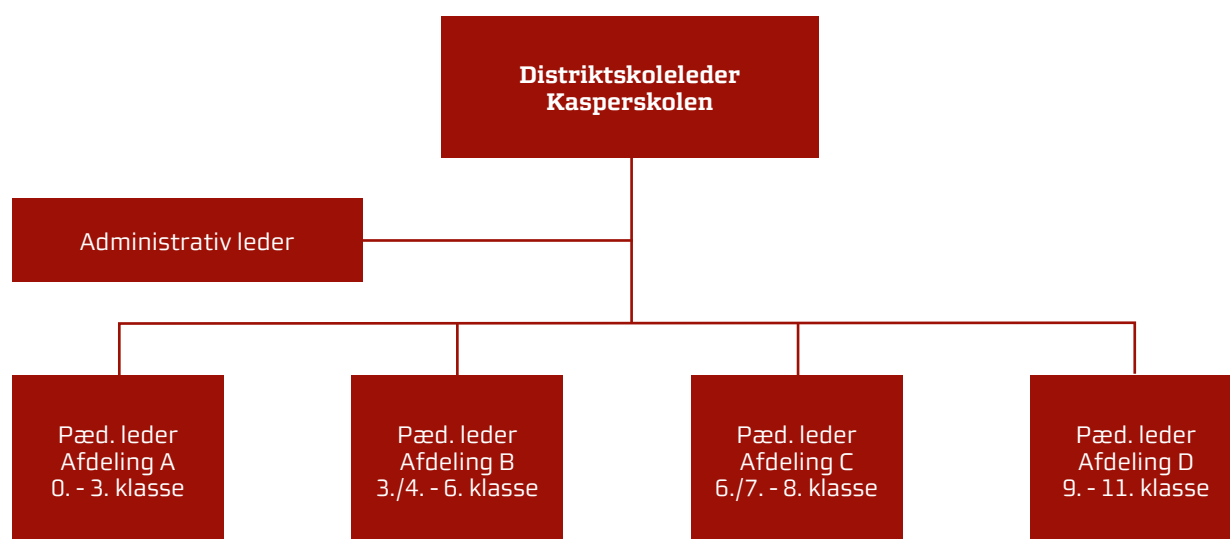 Distriktskoleleder
Kasperskolen
Administrativ leder
Pæd. leder
Afdeling A
0. - 3. klasse
Pæd. leder
Afdeling B
3./4. - 6. klasse
Pæd. leder
Afdeling C
6./7. - 8. klasse
Pæd. leder
Afdeling D
9. - 11. klasse